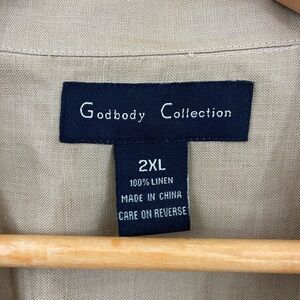 Godbody Collection
2XL
100% LINEN
MADE IN CHINA
CARE ON REVERSE